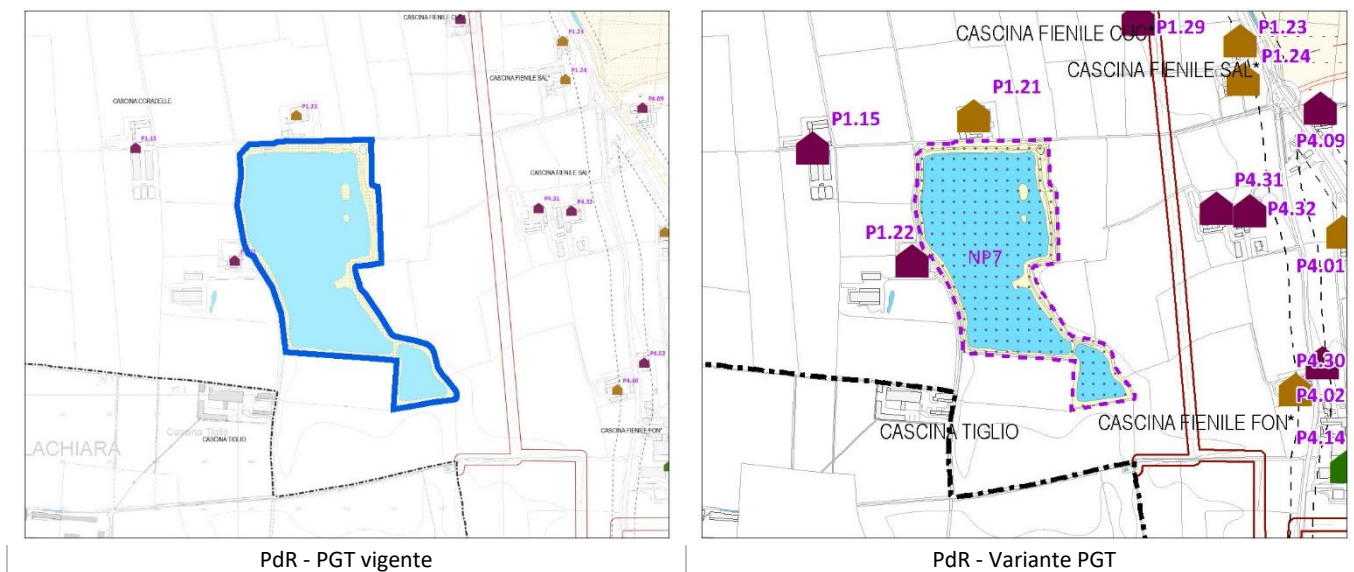 CASCINA FIENILE CUC*
P1.23
P1.24
CASCINA FIENILE SAL*
CASCINA CORADELLE
P1.21
P4.09
P1.15
CASCINA FIENILE SAL*
P4.31
P4.32
P4.02
P4.30
CASCINA FIENILE FON*
LACHIARA
Cascina Tiglio
CASCINA TIGLIO
PdR - PGT vigente
CASCINA FIENILE CUC*
P1.29
P1.23
P1.24
CASCINA FIENILE SAL*
P1.21
P1.15
P4.09
P4.31
P4.32
P1.22
NP7
P4.01
P4.30
P4.02
CASCINA FIENILE FON*
CASCINA TIGLIO
P4.14
PdR - Variante PGT